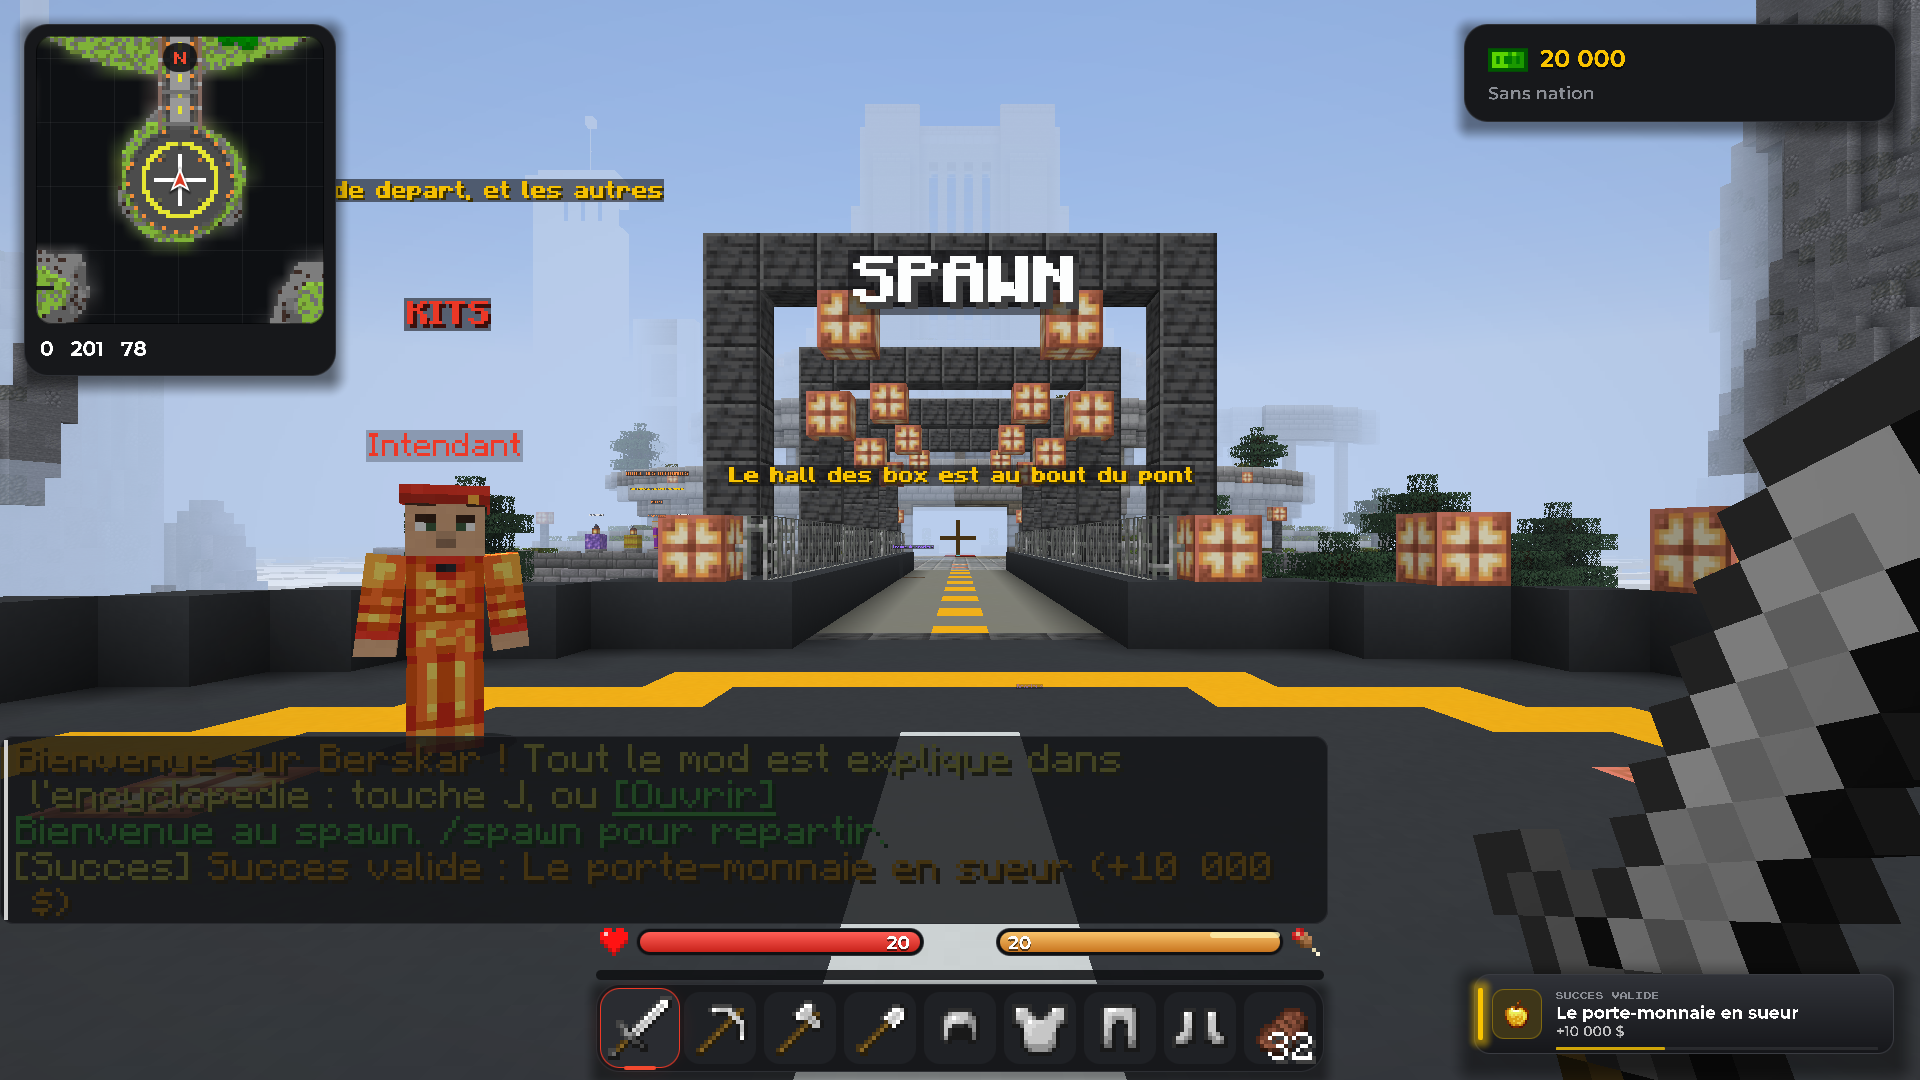 N
0 201 78
20 000
Sans nation
de depart, et les autres
KITS
Intendant
SPAWN
Le hall des box est au bout du pont
Bienvenue sur Berskar ! Tout le mod est explique dans
l'encyclopedie : touche J, ou [Ouvrir]
Bienvenue au spawn. /spawn pour repartir.
[Succes] Succes valide : Le porte-monnaie en sueur (+10 000
$)
20
20
32
SUCCES VALIDE
Le porte-monnaie en sueur
+10 000 $